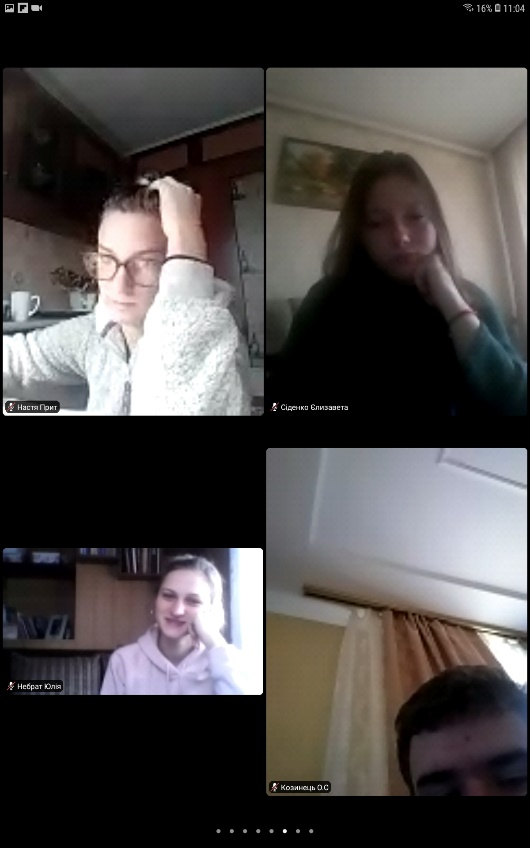 16% 11:04
Настя Прит
Сіденко Єлизавета
Небрат Юлія
Козинець О.С